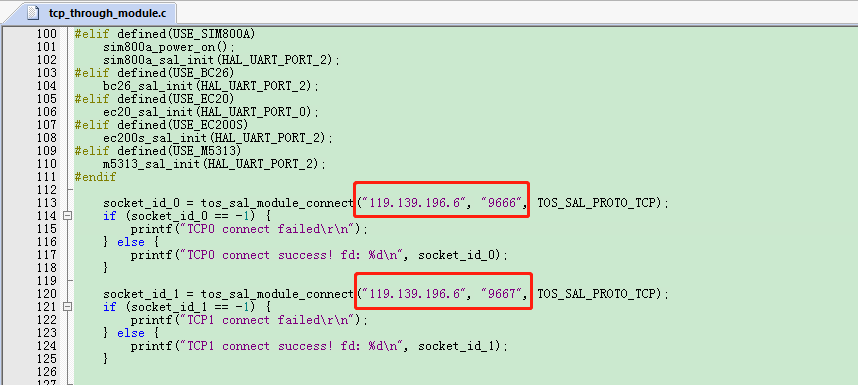 tcp_through_module.c
100 #elif defined(USE_SIM800A)
101 sim800a_power_on();
102 sim800a_sal_init(HAL_UART_PORT_2);
103 #elif defined(USE_BC26)
104 bc26_sal_init(HAL_UART_PORT_2);
105 #elif defined(USE_EC20)
106 ec20_sal_init(HAL_UART_PORT_0);
107 #elif defined(USE_EC200S)
108 ec200s_sal_init(HAL_UART_PORT_2);
109 #elif defined(USE_M5313)
110 m5313_sal_init(HAL_UART_PORT_2);
111 #endif
112
113 socket_id_0 = tos_sal_module_connect("119.139.196.6", "9666", TOS_SAL_PROTO_TCP);
114 if (socket_id_0 == -1) {
115 printf("TCP0 connect failed\r\n");
116 } else {
117 printf("TCP0 connect success! fd: %d\n", socket_id_0);
118 }
119
120 socket_id_1 = tos_sal_module_connect("119.139.196.6", "9667", TOS_SAL_PROTO_TCP);
121 if (socket_id_1 == -1) {
122 printf("TCP1 connect failed\r\n");
123 } else {
124 printf("TCP1 connect success! fd: %d\n", socket_id_1);
125 }
126
127